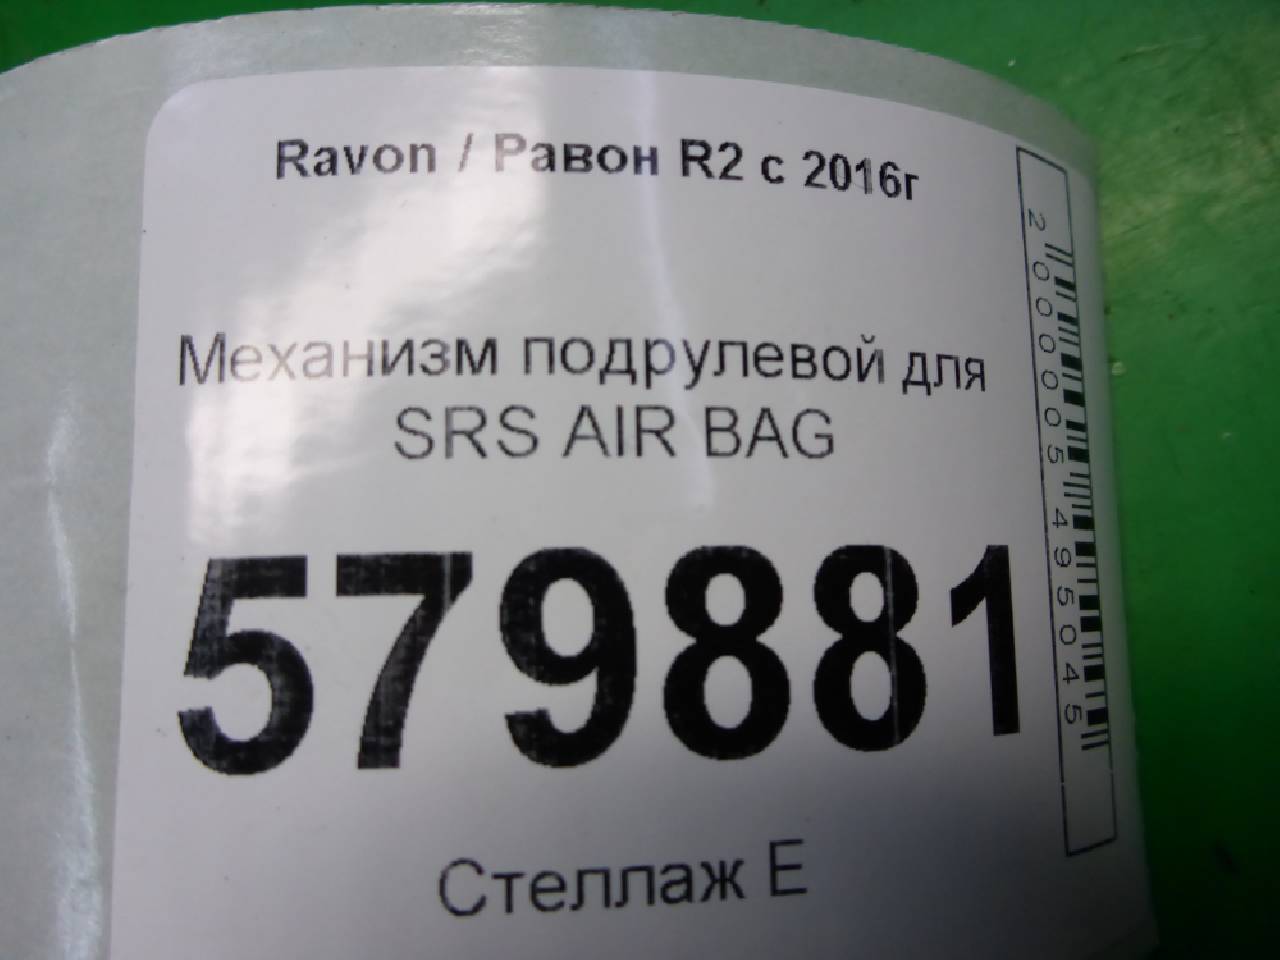 Ravon / Равон R2 с 2016г
Механизм подрулевой для
SRS AIR BAG
579881
Стеллаж Е
2000005495045